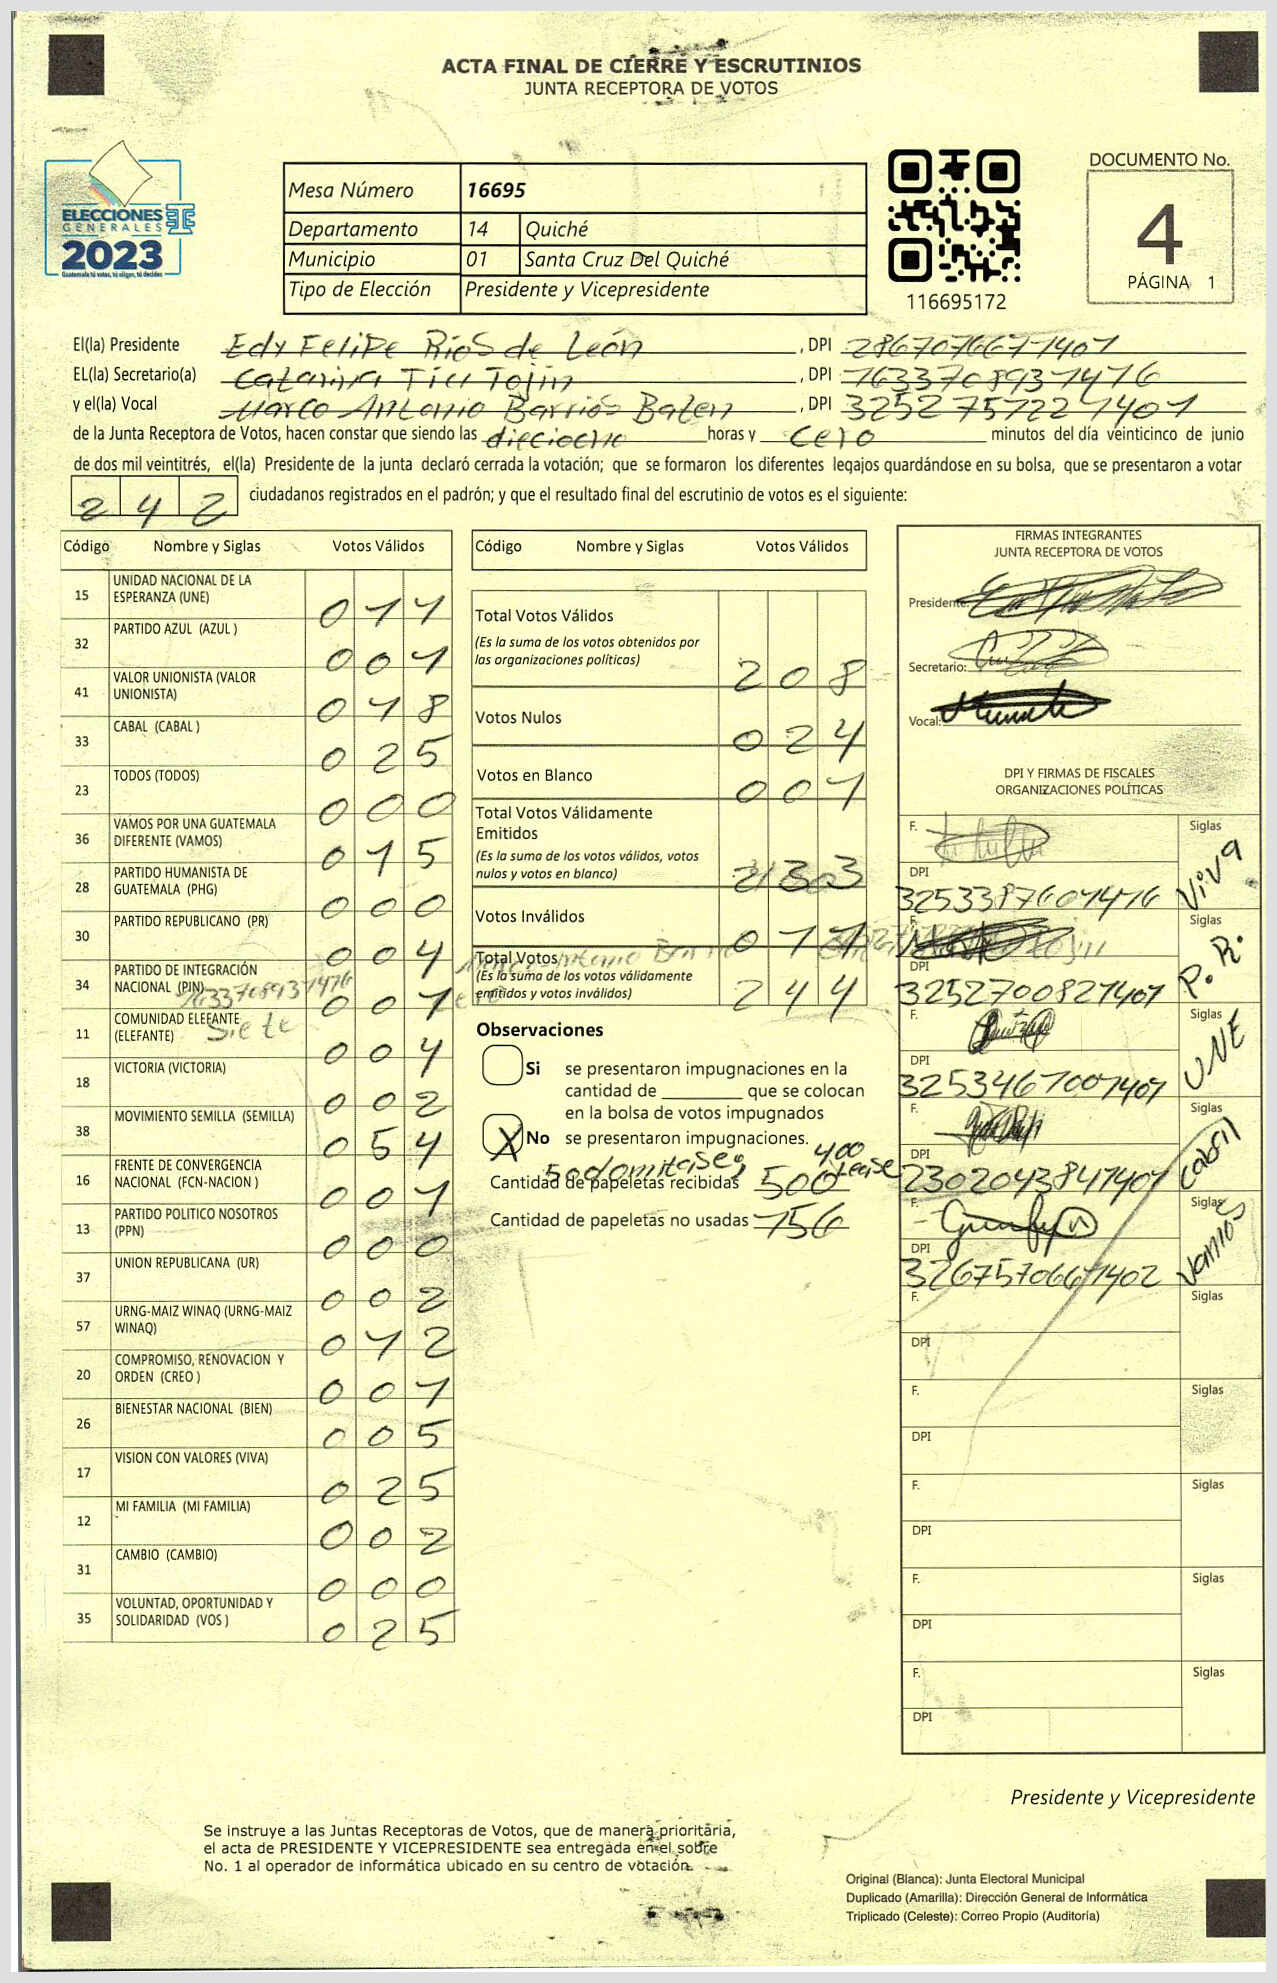 ACTA FINAL DE CIERRE Y ESCRUTINIOS
JUNTA RECEPTORA DE VOTOS
ELECCIONES
GENERALES
2023
Guatemala tú votas, tú eliges, tú decides
Mesa Número 16695
Departamento 14 Quiché
Municipio 01 Santa Cruz Del Quiché
Tipo de Elección Presidente y Vicepresidente
116695172
DOCUMENTO No.
4
PÁGINA 1
El(la) Presidente Edy Felipe Ríos de León , DPI 2867076671401
EL(la) Secretario(a) Catarina Tiu Tojín , DPI 1633708931416
y el(la) Vocal Marco Antonio Barrios Baten , DPI 3252757221401
de la Junta Receptora de Votos, hacen constar que siendo las dieciocho horas y cero minutos del día veinticinco de junio
de dos mil veintitrés, el(la) Presidente de la junta declaró cerrada la votación; que se formaron los diferentes legajos guardándose en su bolsa, que se presentaron a votar
242 ciudadanos registrados en el padrón; y que el resultado final del escrutinio de votos es el siguiente:
Código Nombre y Siglas Votos Válidos
15 UNIDAD NACIONAL DE LA ESPERANZA (UNE) 011
32 PARTIDO AZUL (AZUL ) 001
41 VALOR UNIONISTA (VALOR UNIONISTA) 018
33 CABAL (CABAL ) 025
23 TODOS (TODOS) 000
36 VAMOS POR UNA GUATEMALA DIFERENTE (VAMOS) 015
28 PARTIDO HUMANISTA DE GUATEMALA (PHG) 000
30 PARTIDO REPUBLICANO (PR) 004
34 PARTIDO DE INTEGRACIÓN NACIONAL (PIN) 001
11 COMUNIDAD ELEFANTE (ELEFANTE) 004
18 VICTORIA (VICTORIA) 002
38 MOVIMIENTO SEMILLA (SEMILLA) 054
16 FRENTE DE CONVERGENCIA NACIONAL (FCN-NACION ) 001
13 PARTIDO POLITICO NOSOTROS (PPN) 000
37 UNION REPUBLICANA (UR) 002
57 URNG-MAIZ WINAQ (URNG-MAIZ WINAQ) 012
20 COMPROMISO, RENOVACION Y ORDEN (CREO ) 001
26 BIENESTAR NACIONAL (BIEN) 005
17 VISION CON VALORES (VIVA) 025
12 MI FAMILIA (MI FAMILIA) 002
31 CAMBIO (CAMBIO) 000
35 VOLUNTAD, OPORTUNIDAD Y SOLIDARIDAD (VOS ) 025
1633708931416
Siete
Código Nombre y Siglas Votos Válidos
Total Votos Válidos
(Es la suma de los votos obtenidos por
las organizaciones políticas) 208
Votos Nulos 024
Votos en Blanco 001
Total Votos Válidamente
Emitidos
(Es la suma de los votos válidos, votos
nulos y votos en blanco) 233
Votos Inválidos 011
Total Votos
(Es la suma de los votos válidamente
emitidos y votos inválidos) 244
Observaciones
Si se presentaron impugnaciones en la
cantidad de ________ que se colocan
en la bolsa de votos impugnados
X No se presentaron impugnaciones.
400
Cantidad de papeletas recibidas 500 Lease
Cantidad de papeletas no usadas 156
FIRMAS INTEGRANTES
JUNTA RECEPTORA DE VOTOS
Presidente:
Secretario:
Vocal:
DPI Y FIRMAS DE FISCALES
ORGANIZACIONES POLÍTICAS
F. Siglas Viva
DPI 3253387601416
F. Siglas P.R.
DPI 3252700821401
F. Siglas UNE
DPI 3253467001401
F. Siglas cabal
DPI 2302043841401
F. Siglas Vamos
DPI 3267570661402
F. Siglas
DPI
F. Siglas
DPI
F. Siglas
DPI
F. Siglas
DPI
F. Siglas
DPI
Presidente y Vicepresidente
Se instruye a las Juntas Receptoras de Votos, que de manera prioritaria,
el acta de PRESIDENTE Y VICEPRESIDENTE sea entregada en el sobre
No. 1 al operador de informática ubicado en su centro de votación.
Original (Blanca): Junta Electoral Municipal
Duplicado (Amarilla): Dirección General de Informática
Triplicado (Celeste): Correo Propio (Auditoría)